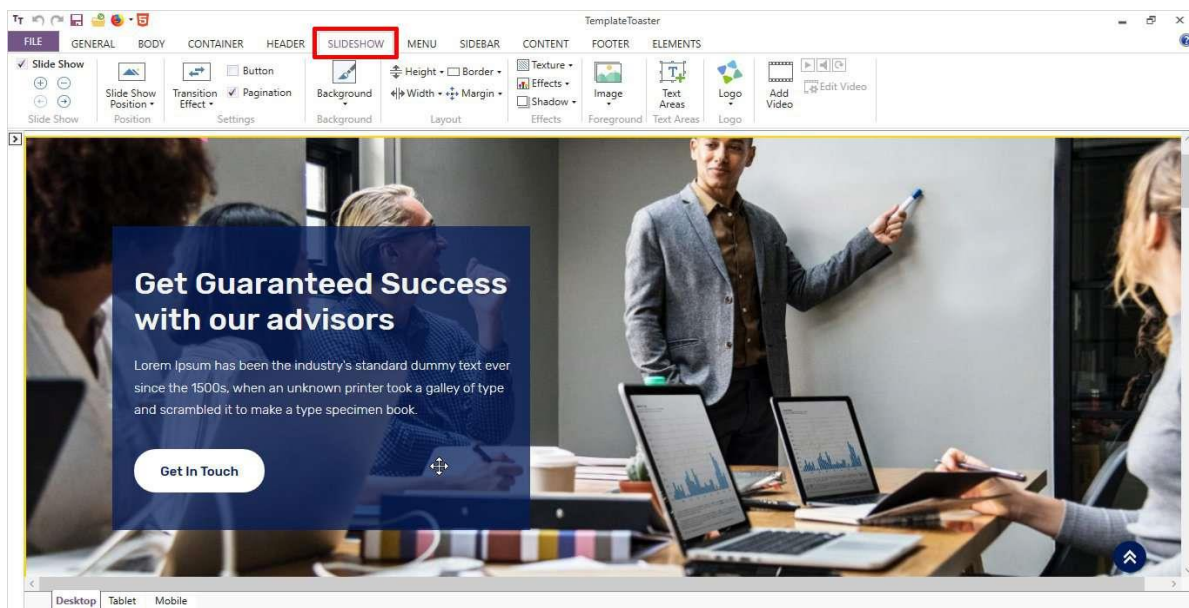 TT
TemplateToaster
FILE GENERAL BODY CONTAINER HEADER SLIDESHOW MENU SIDEBAR CONTENT FOOTER ELEMENTS
Slide Show
Slide Show
Position
Position
Transition
Effect
Button
Pagination
Settings
Background
Background
Height
Border
Width
Margin
Layout
Texture
Effects
Shadow
Effects
Image
Foreground
Text
Areas
Text Areas
Logo
Logo
Add
Video
Edit Video
Get Guaranteed Success
with our advisors
Lorem Ipsum has been the industry's standard dummy text ever
since the 1500s, when an unknown printer took a galley of type
and scrambled it to make a type specimen book.
Get In Touch
Desktop Tablet Mobile